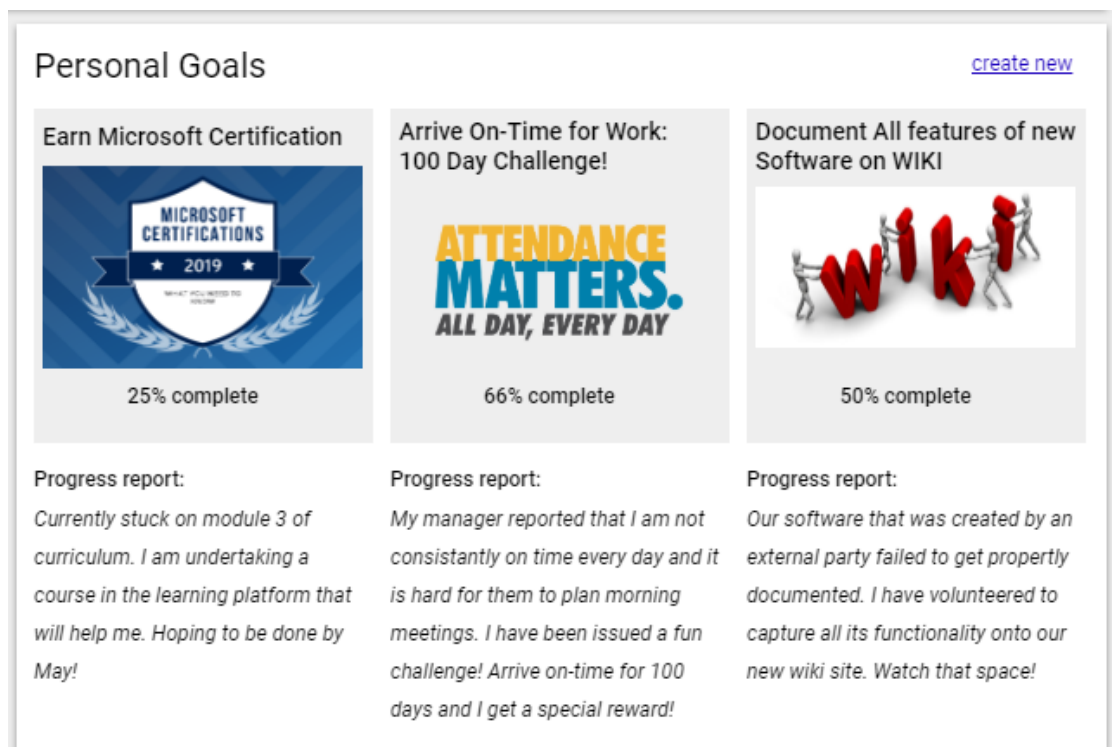 Personal Goals
create new
Earn Microsoft Certification
MICROSOFT
CERTIFICATIONS
★ 2019 ★
WHAT YOU NEED TO
KNOW
25% complete
Progress report:
Currently stuck on module 3 of
curriculum. I am undertaking a
course in the learning platform that
will help me. Hoping to be done by
May!
Arrive On-Time for Work:
100 Day Challenge!
ATTENDANCE
MATTERS.
ALL DAY, EVERY DAY
66% complete
Progress report:
My manager reported that I am not
consistantly on time every day and it
is hard for them to plan morning
meetings. I have been issued a fun
challenge! Arrive on-time for 100
days and I get a special reward!
Document All features of new
Software on WIKI
wiki
50% complete
Progress report:
Our software that was created by an
external party failed to get propertly
documented. I have volunteered to
capture all its functionality onto our
new wiki site. Watch that space!